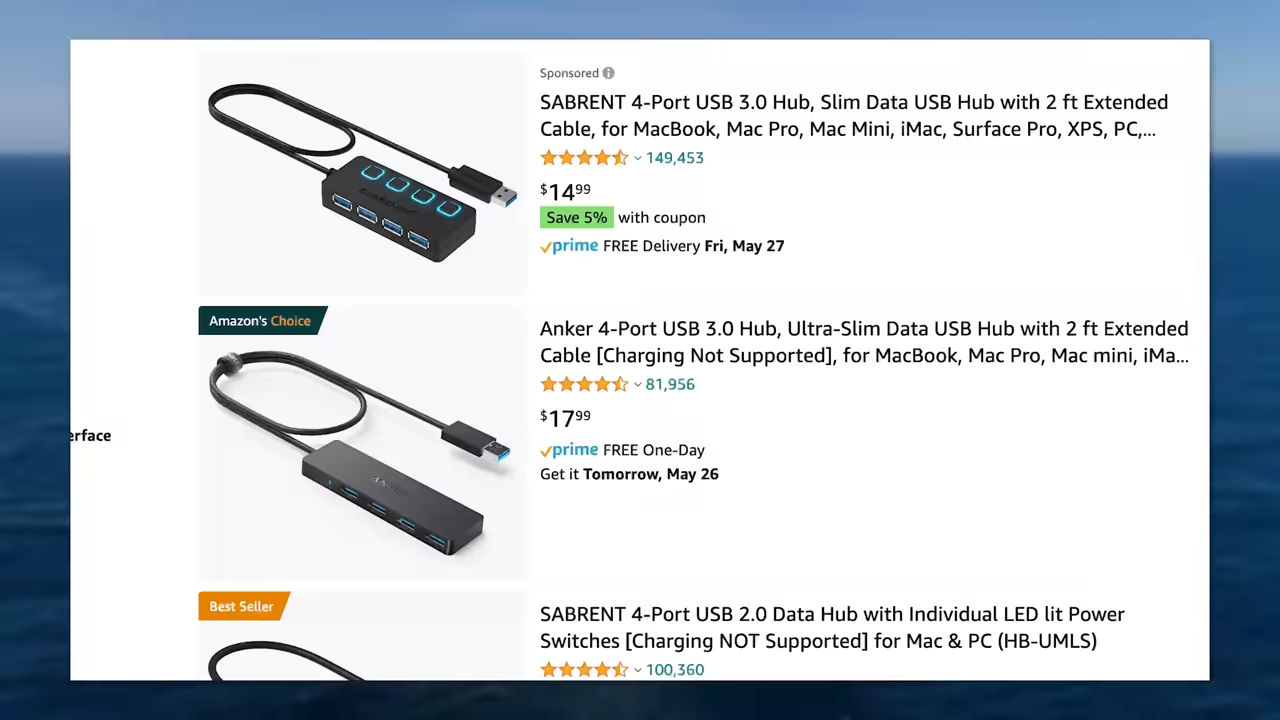 Sponsored
SABRENT 4-Port USB 3.0 Hub, Slim Data USB Hub with 2 ft Extended
Cable, for MacBook, Mac Pro, Mac Mini, iMac, Surface Pro, XPS, PC,...
149,453
$14.99
Save 5% with coupon
prime FREE Delivery Fri, May 27
Amazon's Choice
Anker 4-Port USB 3.0 Hub, Ultra-Slim Data USB Hub with 2 ft Extended
Cable [Charging Not Supported], for MacBook, Mac Pro, Mac mini, iMa...
81,956
$17.99
prime FREE One-Day
Get it Tomorrow, May 26
erface
ANKER
Best Seller
SABRENT 4-Port USB 2.0 Data Hub with Individual LED lit Power
Switches [Charging NOT Supported] for Mac & PC (HB-UMLS)
100,360